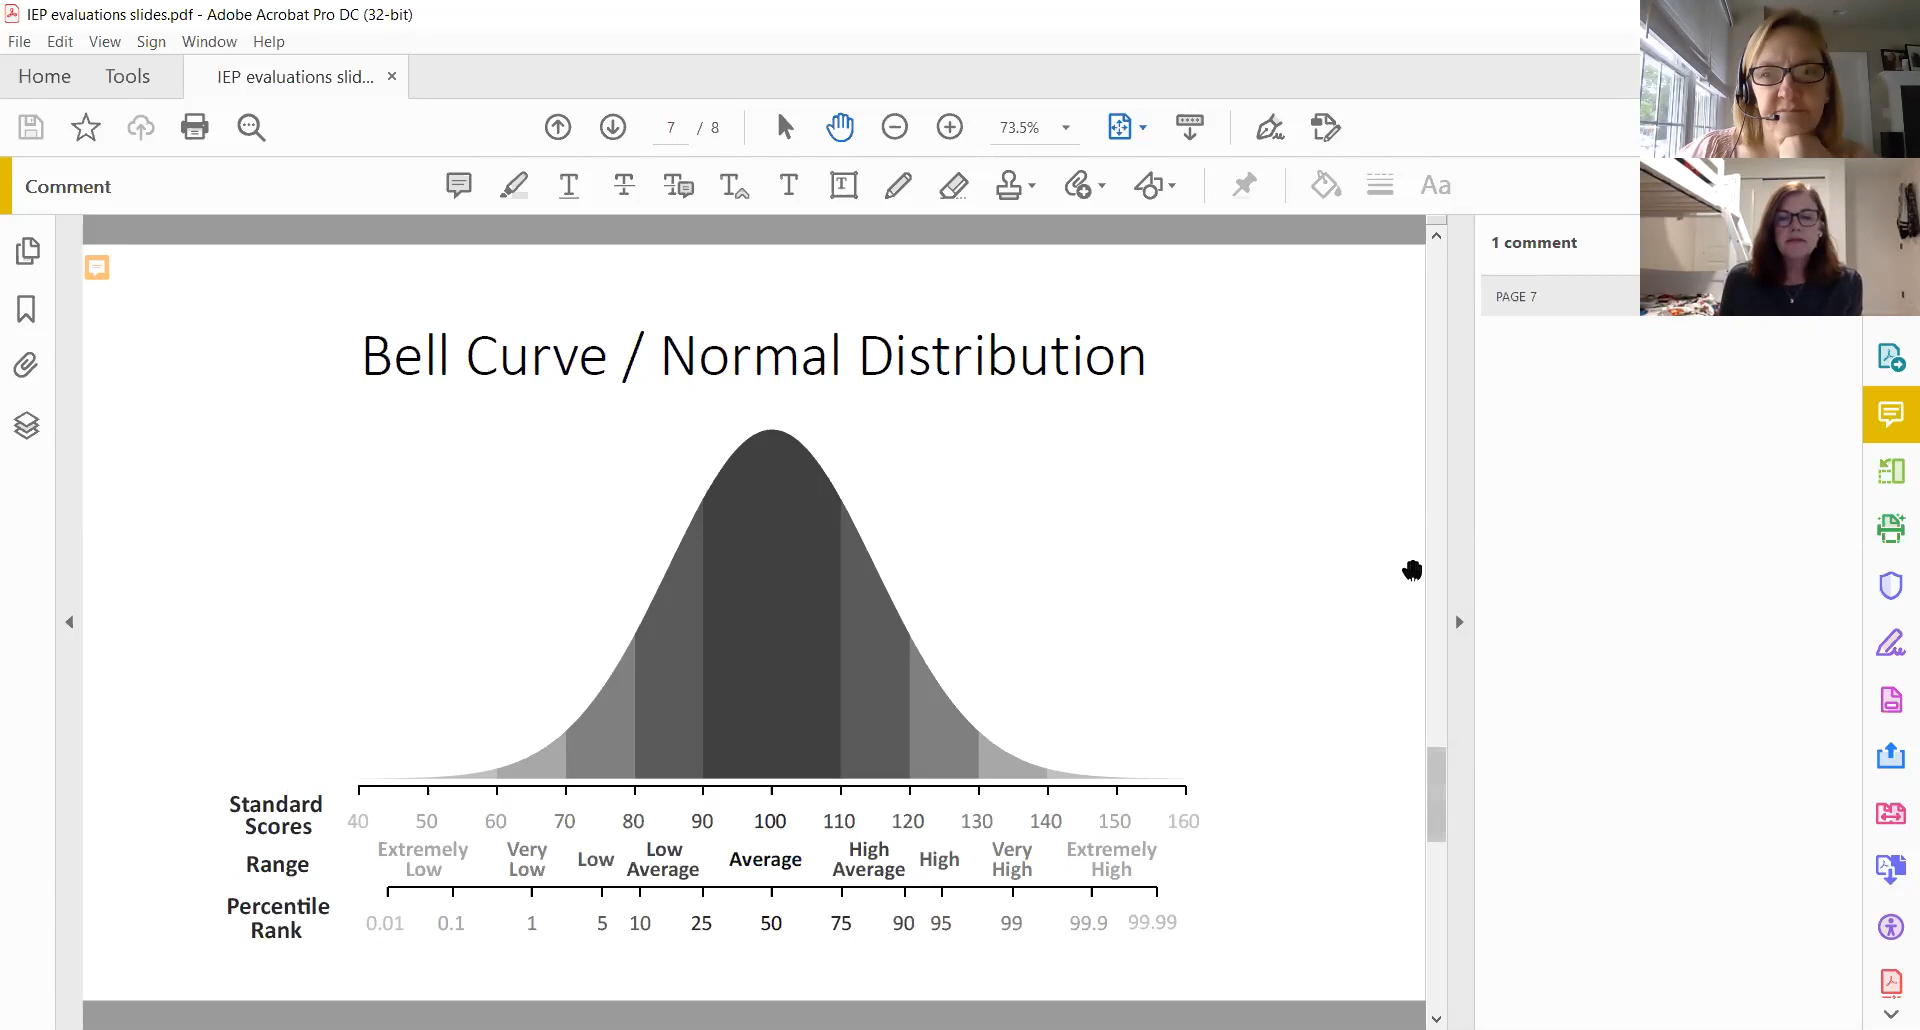 IEP evaluations slides.pdf - Adobe Acrobat Pro DC (32-bit)
File Edit View Sign Window Help
Home Tools IEP evaluations slid... ×
7 / 8 73.5%
Comment
Aa
1 comment
PAGE 7
Bell Curve / Normal Distribution
Standard Scores
40 50 60 70 80 90 100 110 120 130 140 150 160
Range
Extremely Low
Very Low
Low
Low Average
Average
High Average
High
Very High
Extremely High
Percentile Rank
0.01 0.1 1 5 10 25 50 75 90 95 99 99.9 99.99